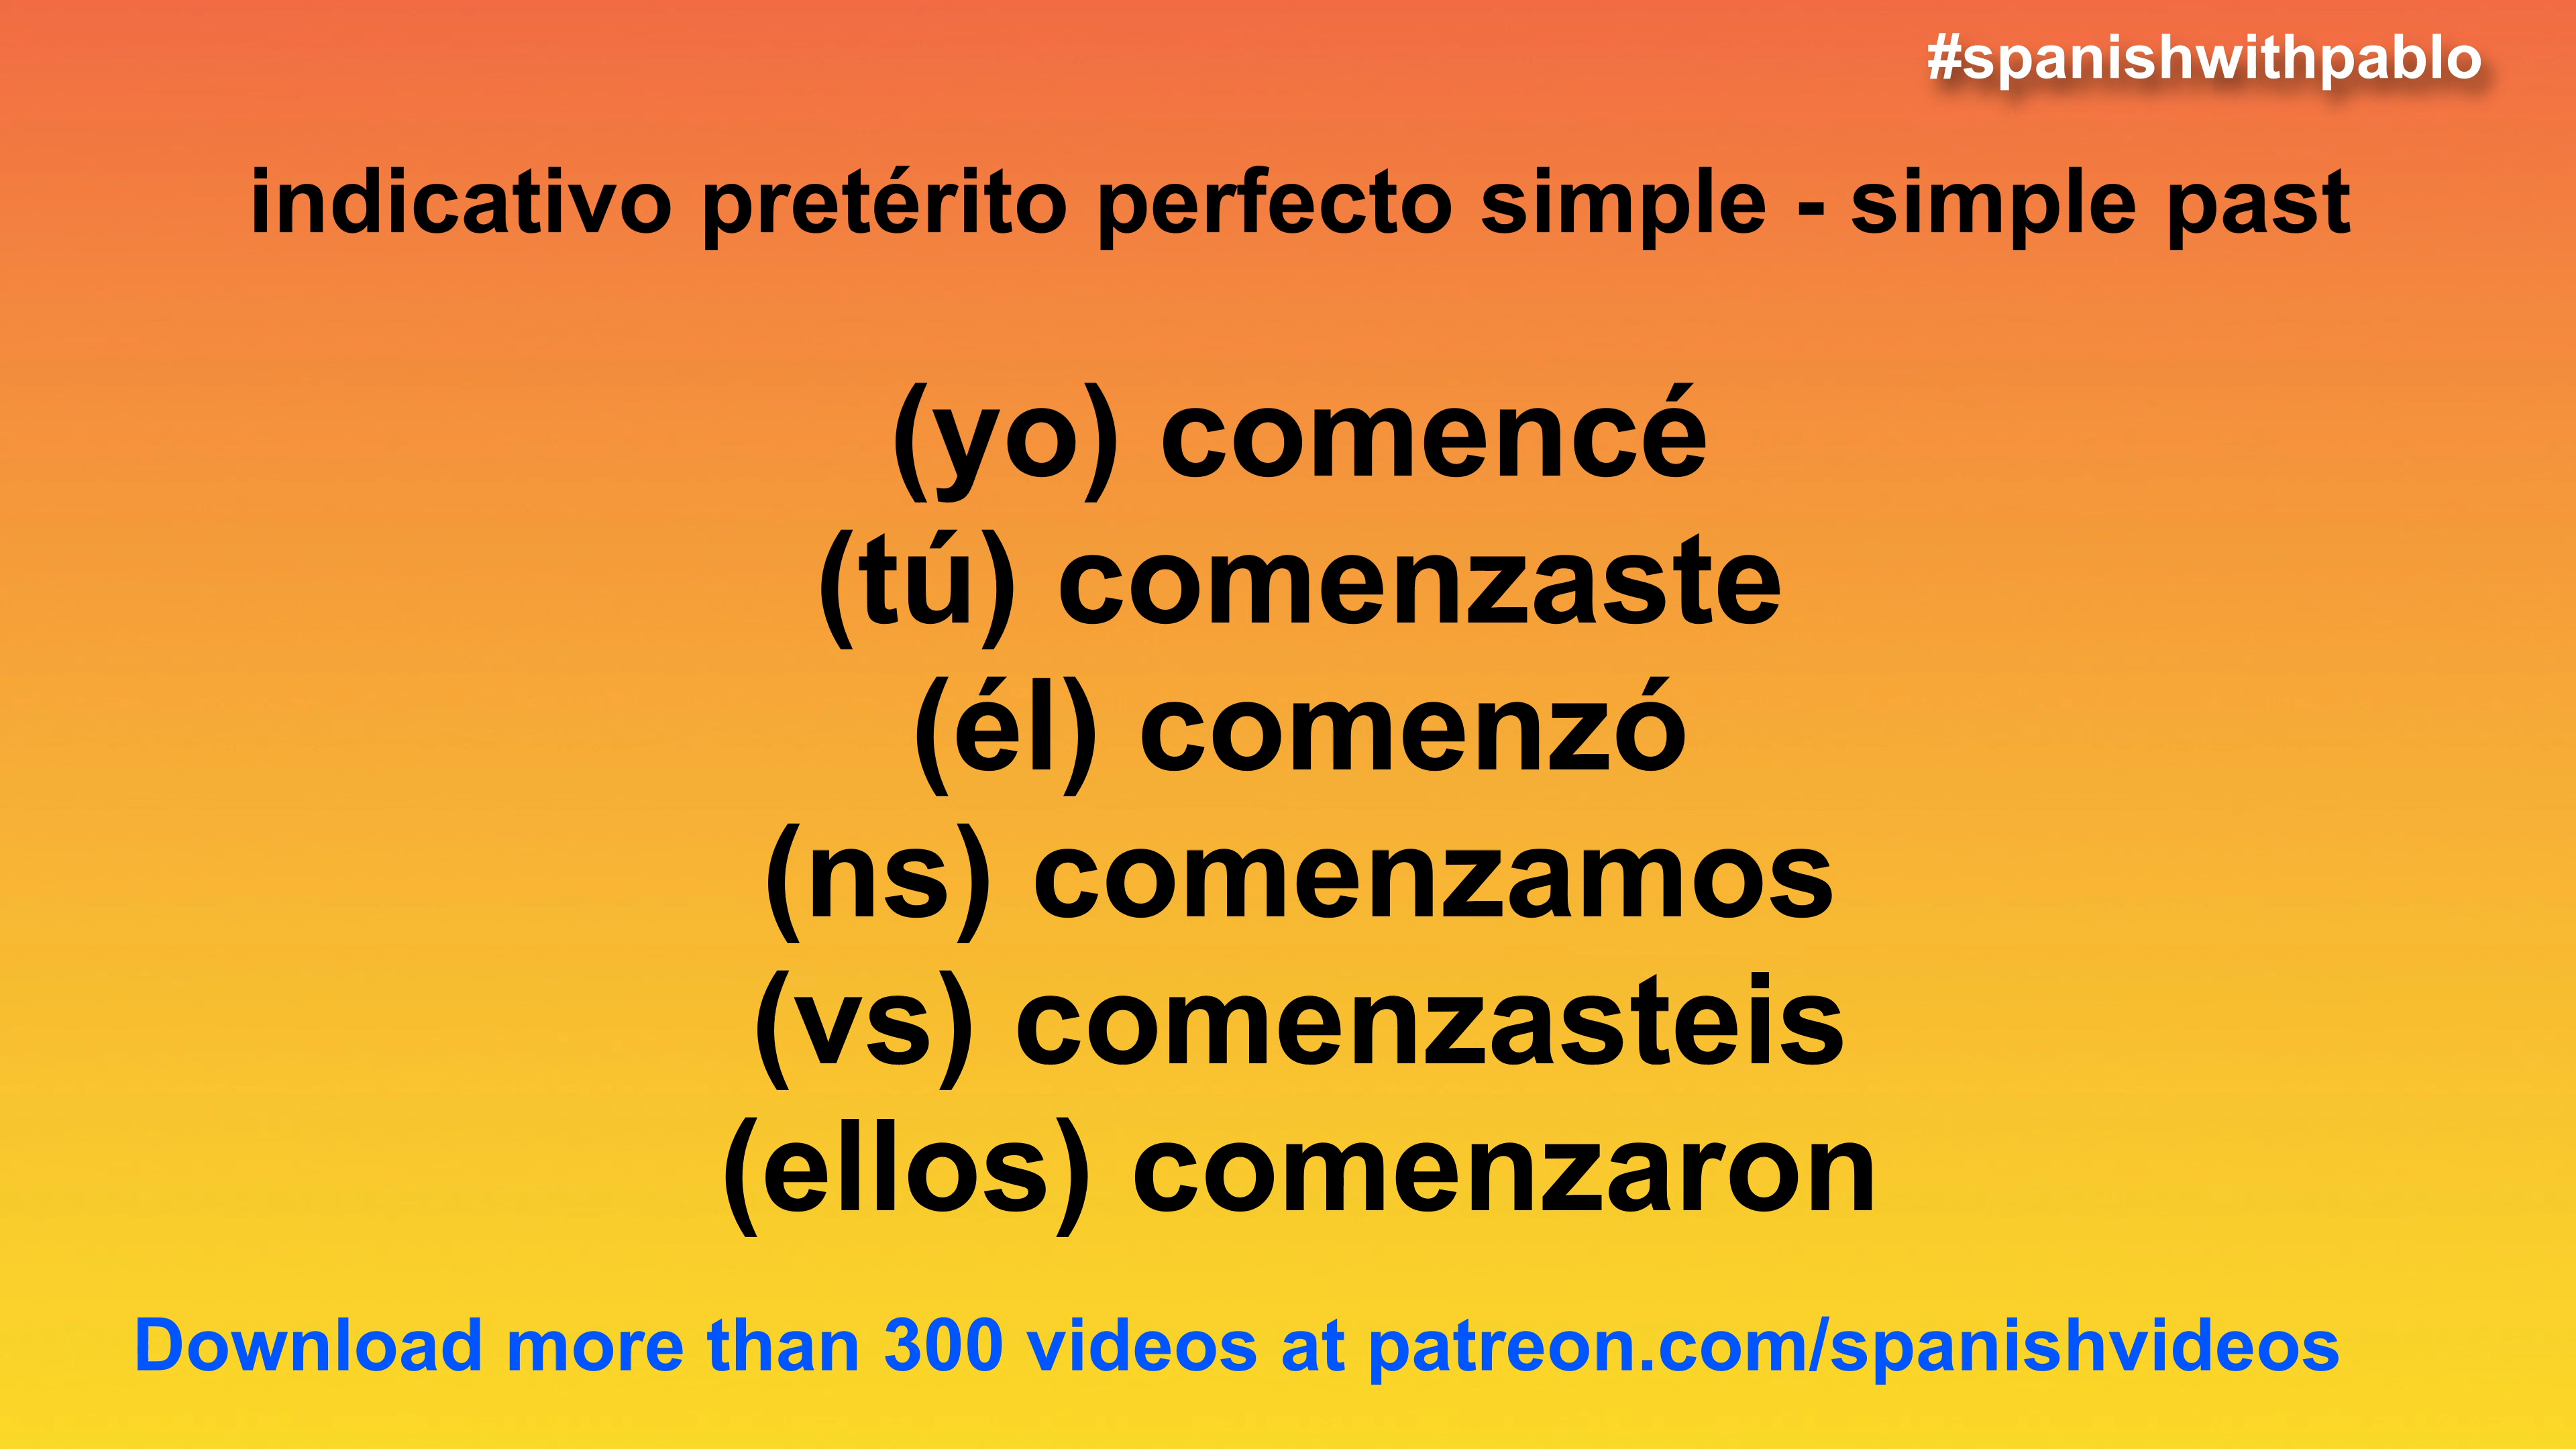 #spanishwithpablo
indicativo pretérito perfecto simple - simple past
(yo) comencé
(tú) comenzaste
(él) comenzó
(ns) comenzamos
(vs) comenzasteis
(ellos) comenzaron
Download more than 300 videos at patreon.com/spanishvideos